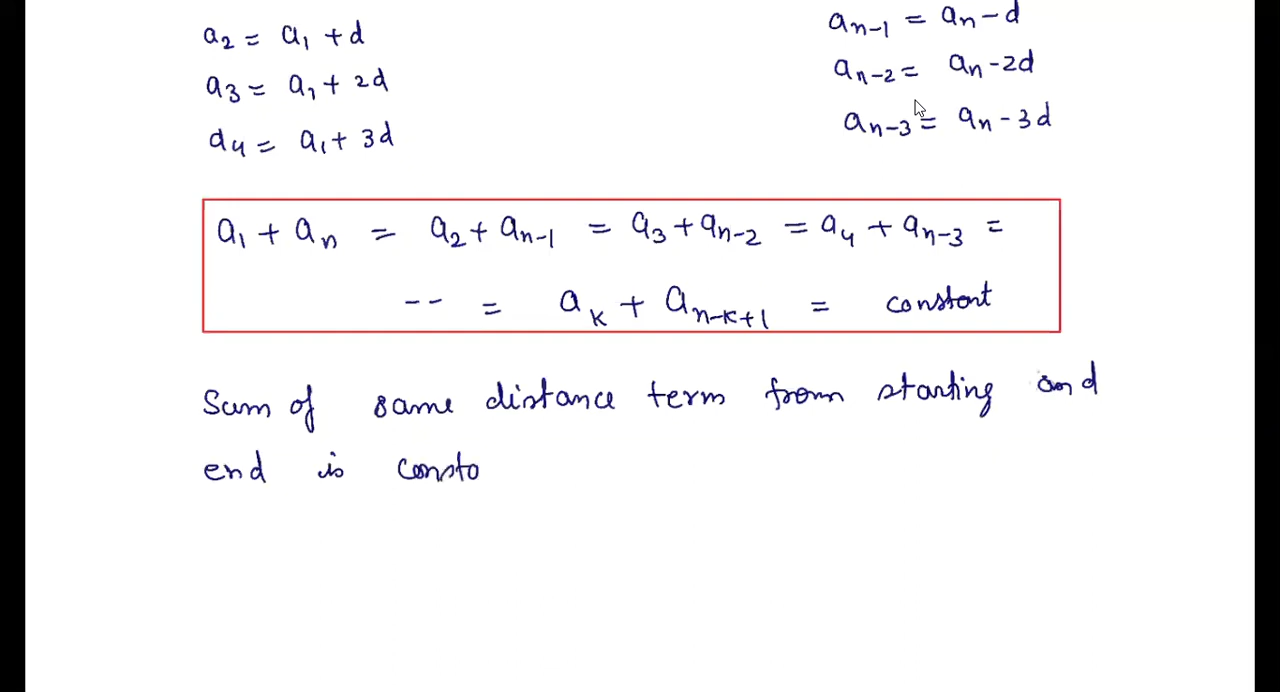 a₂ = a₁ + d
a₃ = a₁ + 2d
a₄ = a₁ + 3d
aₙ₋₁ = aₙ - d
aₙ₋₂ = aₙ - 2d
aₙ₋₃ = aₙ - 3d
a₁ + aₙ = a₂ + aₙ₋₁ = a₃ + aₙ₋₂ = a₄ + aₙ₋₃ =
-- = aₖ + aₙ₋ₖ₊₁ = constant
Sum of same distance term from starting and
end is consta